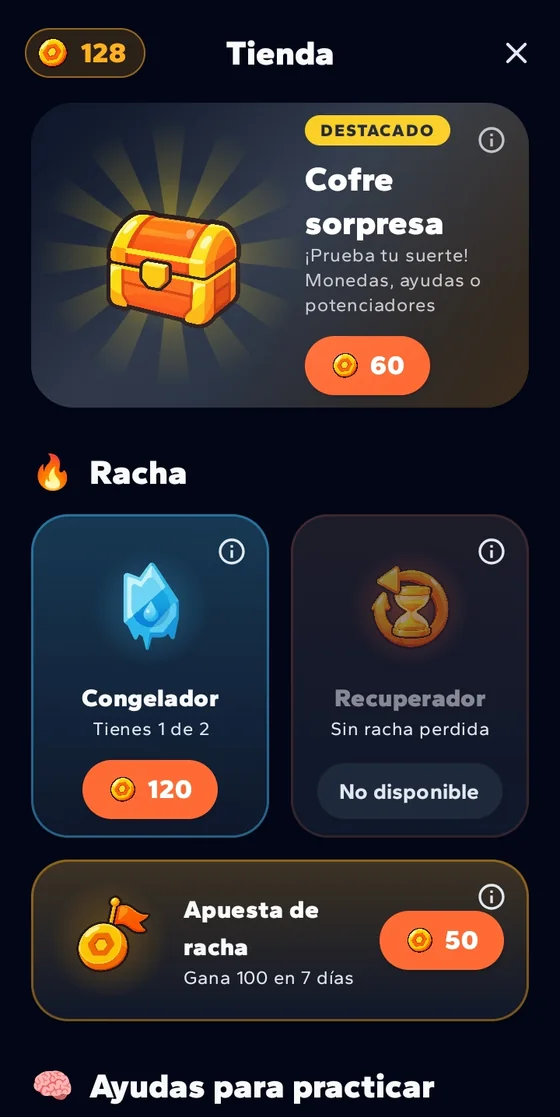 128
Tienda
DESTACADO
Cofre
sorpresa
¡Prueba tu suerte!
Monedas, ayudas o
potenciadores
60
Racha
Congelador
Tienes 1 de 2
120
Recuperador
Sin racha perdida
No disponible
Apuesta de
racha
Gana 100 en 7 días
50
Ayudas para practicar